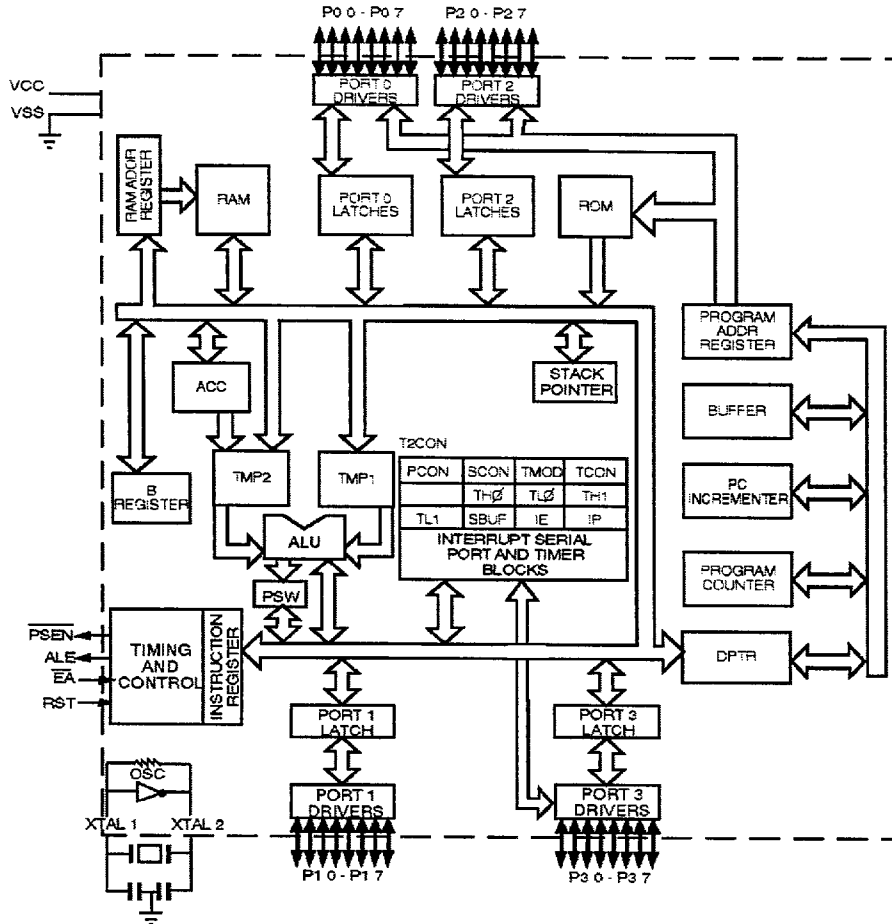 P0 0 - P0 7
P2 0 - P2 7
VCC
VSS
PORT 0
DRIVERS
PORT 2
DRIVERS
RAM ADDR
REGISTER
RAM
PORT 0
LATCHES
PORT 2
LATCHES
ROM
PROGRAM
ADDR
REGISTER
ACC
STACK
POINTER
BUFFER
T2CON
B
REGISTER
TMP2
TMP1
PCON SCON TMOD TCON
THØ TLØ TH1
TL1 SBUF IE IP
INTERRUPT SERIAL
PORT AND TIMER
BLOCKS
PC
INCREMENTER
ALU
PSW
PROGRAM
COUNTER
PSEN
ALE
EA
RST
TIMING
AND
CONTROL
INSTRUCTION
REGISTER
DPTR
PORT 1
LATCH
PORT 3
LATCH
OSC
PORT 1
DRIVERS
PORT 3
DRIVERS
XTAL 1
XTAL 2
P1 0 - P1 7
P3 0 - P3 7